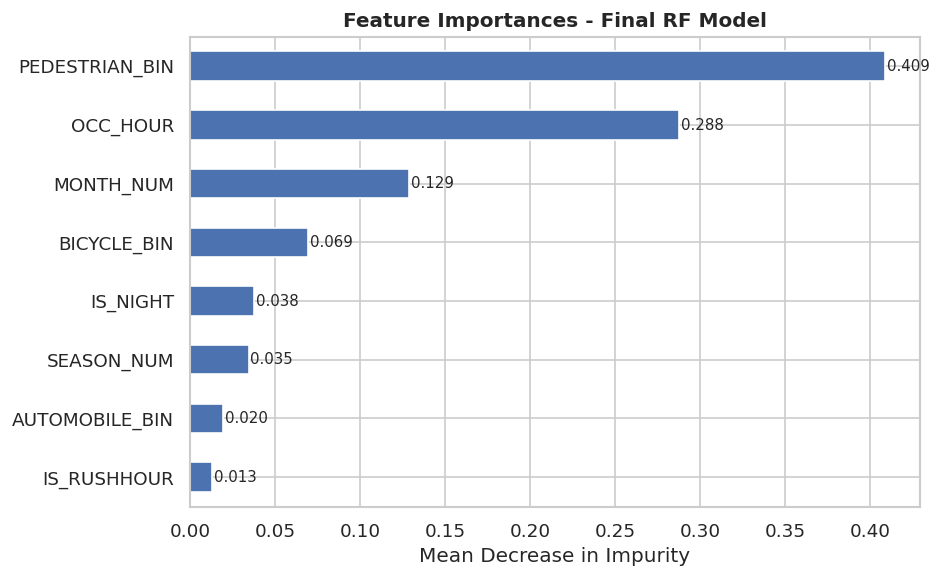 Feature Importances - Final RF Model
PEDESTRIAN_BIN 0.409
OCC_HOUR 0.288
MONTH_NUM 0.129
BICYCLE_BIN 0.069
IS_NIGHT 0.038
SEASON_NUM 0.035
AUTOMOBILE_BIN 0.020
IS_RUSHHOUR 0.013
0.00 0.05 0.10 0.15 0.20 0.25 0.30 0.35 0.40
Mean Decrease in Impurity